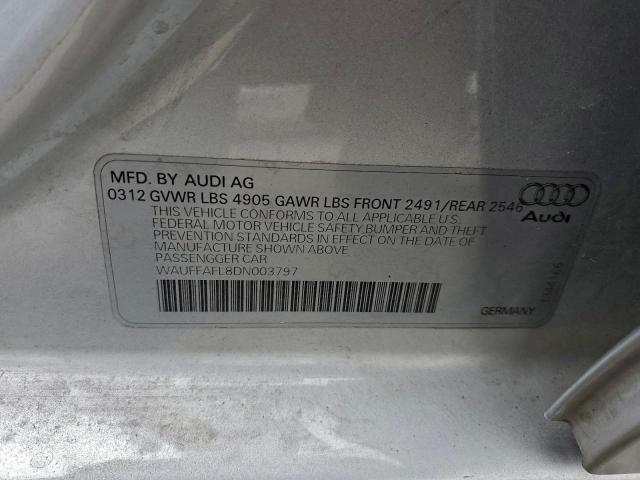 MFD. BY AUDI AG
0312 GVWR LBS 4905 GAWR LBS FRONT 2491/REAR 2546
THIS VEHICLE CONFORMS TO ALL APPLICABLE U.S.
FEDERAL MOTOR VEHICLE SAFETY,BUMPER AND THEFT
PREVENTION STANDARDS IN EFFECT ON THE DATE OF
MANUFACTURE SHOWN ABOVE
PASSENGGER CAR
WAUFFAFL8DN003797
Audi
GERMANY